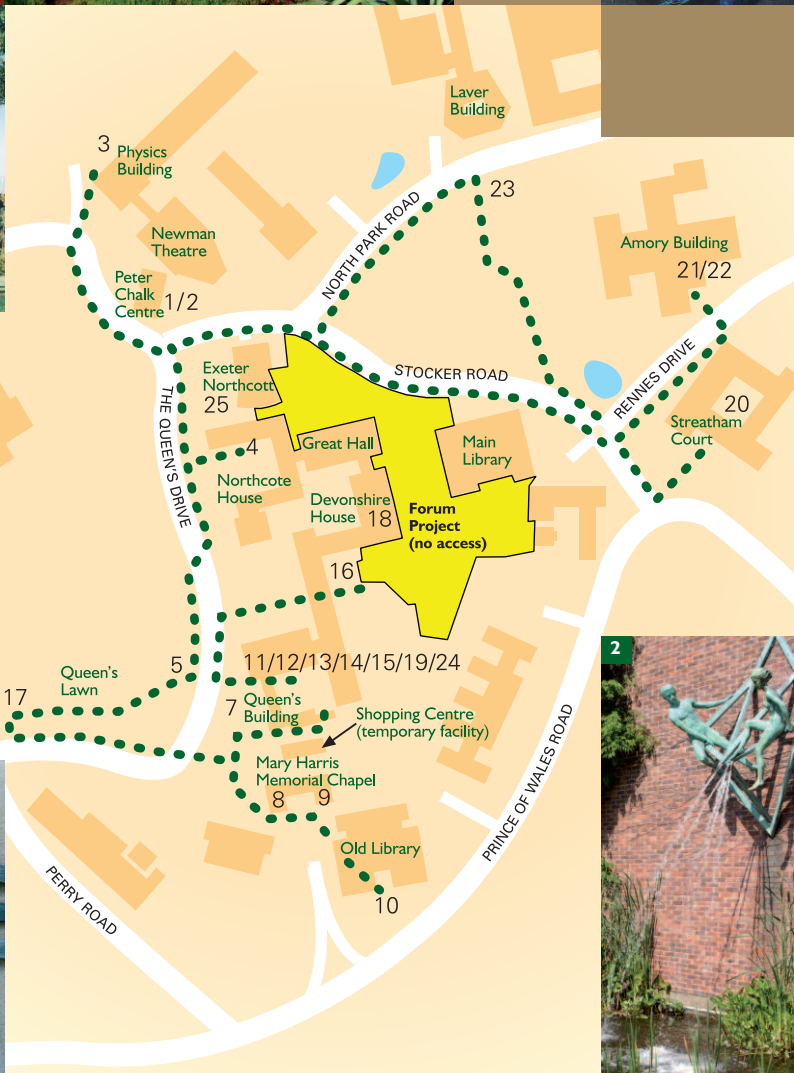 Laver
Building
3 Physics
Building
23
NORTH PARK ROAD
Newman
Theatre
Amory Building
21/22
Peter
Chalk
Centre 1/2
STOCKER ROAD
RENNES DRIVE
Exeter
Northcott
25
THE QUEEN'S DRIVE
20
Streatham
Court
4
Great Hall
Main
Library
Northcote
House
Devonshire
House 18
Forum
Project
(no access)
16
5
Queen's
Lawn
11/12/13/14/15/19/24
17
7
Queen's
Building
Shopping Centre
(temporary facility)
2
Mary Harris
Memorial Chapel
8
9
PRINCE OF WALES ROAD
Old Library
10
PERRY ROAD